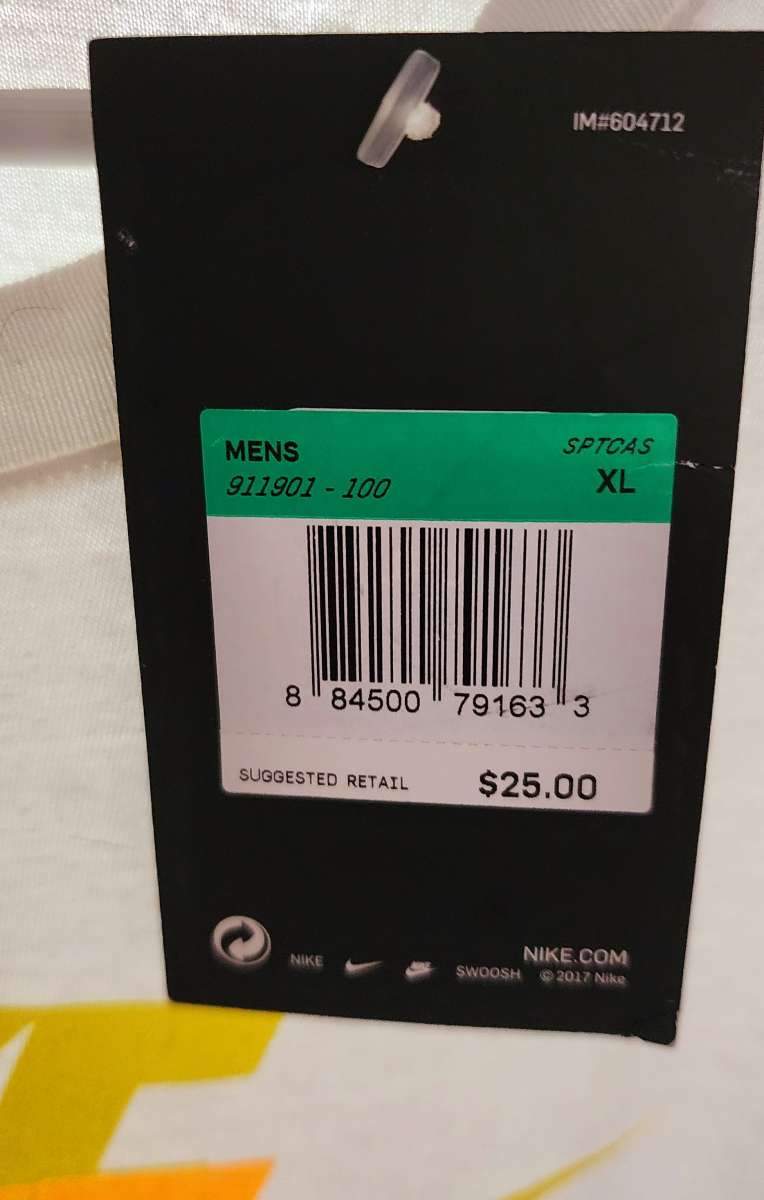 IM#604712
MENS SPTCAS
911901 - 100 XL
8 84500 79163 3
SUGGESTED RETAIL $25.00
NIKE.COM
NIKE SWOOSH © 2017 Nike